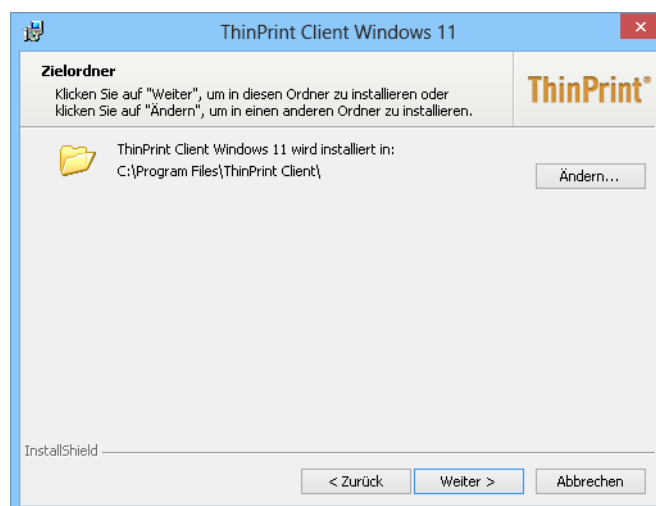 ThinPrint Client Windows 11
Zielordner
Klicken Sie auf "Weiter", um in diesen Ordner zu installieren oder
klicken Sie auf "Ändern", um in einen anderen Ordner zu installieren.
ThinPrint®
ThinPrint Client Windows 11 wird installiert in:
C:\Program Files\ThinPrint Client\
Ändern...
InstallShield
< Zurück
Weiter >
Abbrechen